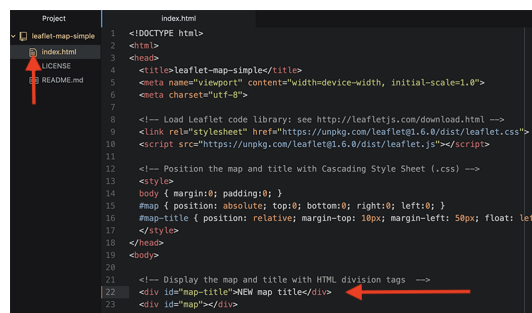 Project
index.html
leaflet-map-simple
index.html
LICENSE
README.md
1 <!DOCTYPE html>
2 <html>
3 <head>
4 <title>leaflet-map-simple</title>
5 <meta name="viewport" content="width=device-width, initial-scale=1.0">
6 <meta charset="utf-8">
7
8 <!-- Load Leaflet code library: see http://leafletjs.com/download.html -->
9 <link rel="stylesheet" href="https://unpkg.com/leaflet@1.6.0/dist/leaflet.css"
10 <script src="https://unpkg.com/leaflet@1.6.0/dist/leaflet.js"></script>
11
12 <!-- Position the map and title with Cascading Style Sheet (.css) -->
13 <style>
14 body { margin:0; padding:0; }
15 #map { position: absolute; top:0; bottom:0; right:0; left:0; }
16 #map-title { position: relative; margin-top: 10px; margin-left: 50px; float: le
17 </style>
18 </head>
19 <body>
20
21 <!-- Display the map and title with HTML division tags -->
22 <div id="map-title">NEW map title</div>
23 <div id="map"></div>